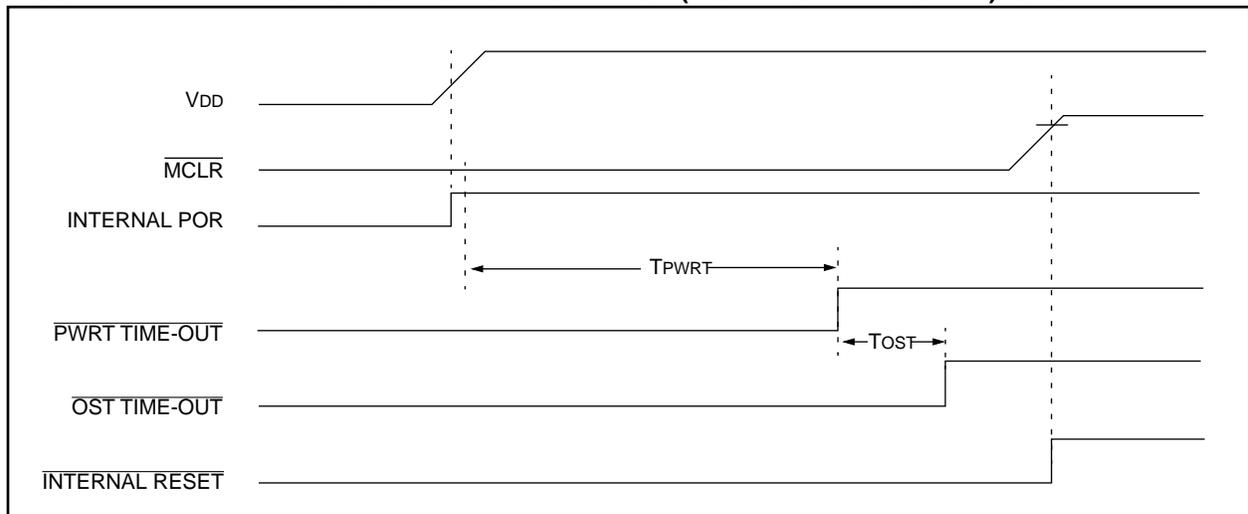 VDD
MCLR
INTERNAL POR
TPWRT
PWRT TIME-OUT
TOST
OST TIME-OUT
INTERNAL RESET